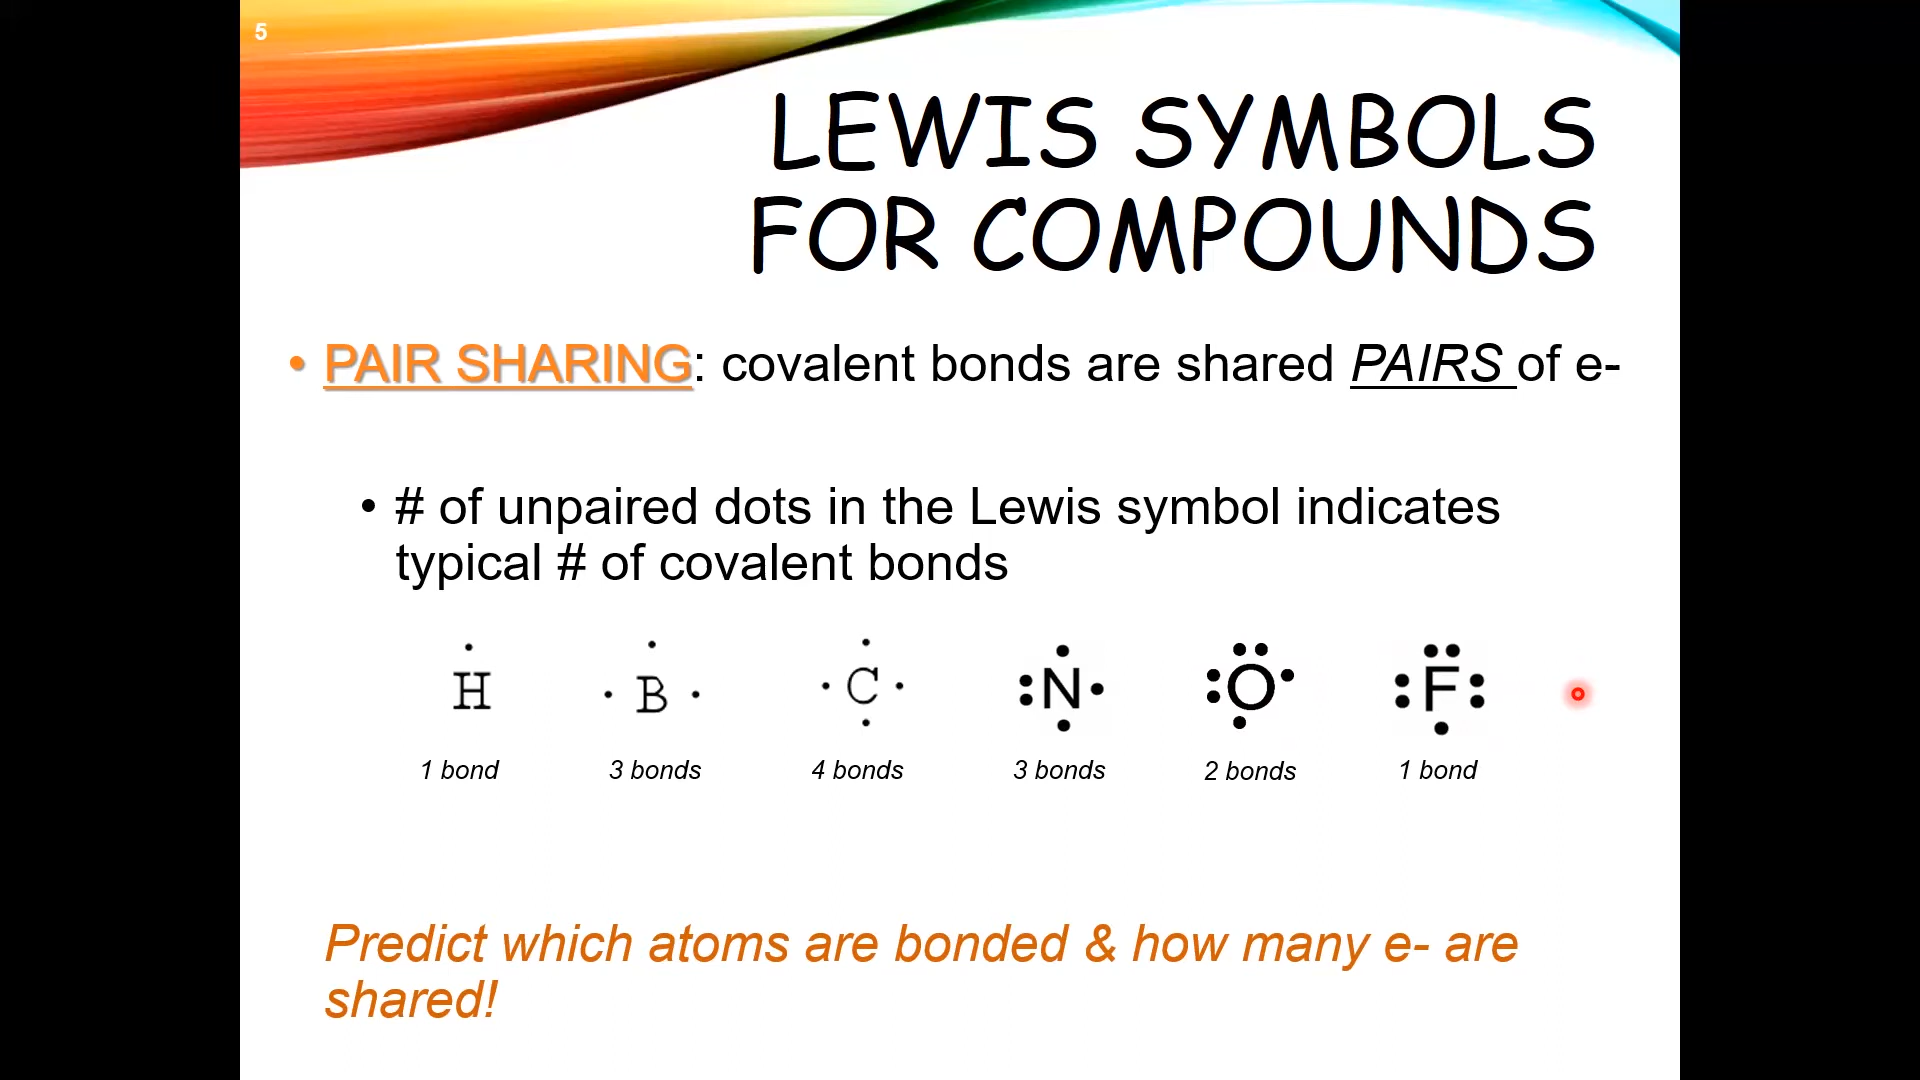 5
LEWIS SYMBOLS
FOR COMPOUNDS
• PAIR SHARING: covalent bonds are shared PAIRS of e-
• # of unpaired dots in the Lewis symbol indicates
typical # of covalent bonds
H B C N O F
1 bond 3 bonds 4 bonds 3 bonds 2 bonds 1 bond
Predict which atoms are bonded & how many e- are
shared!